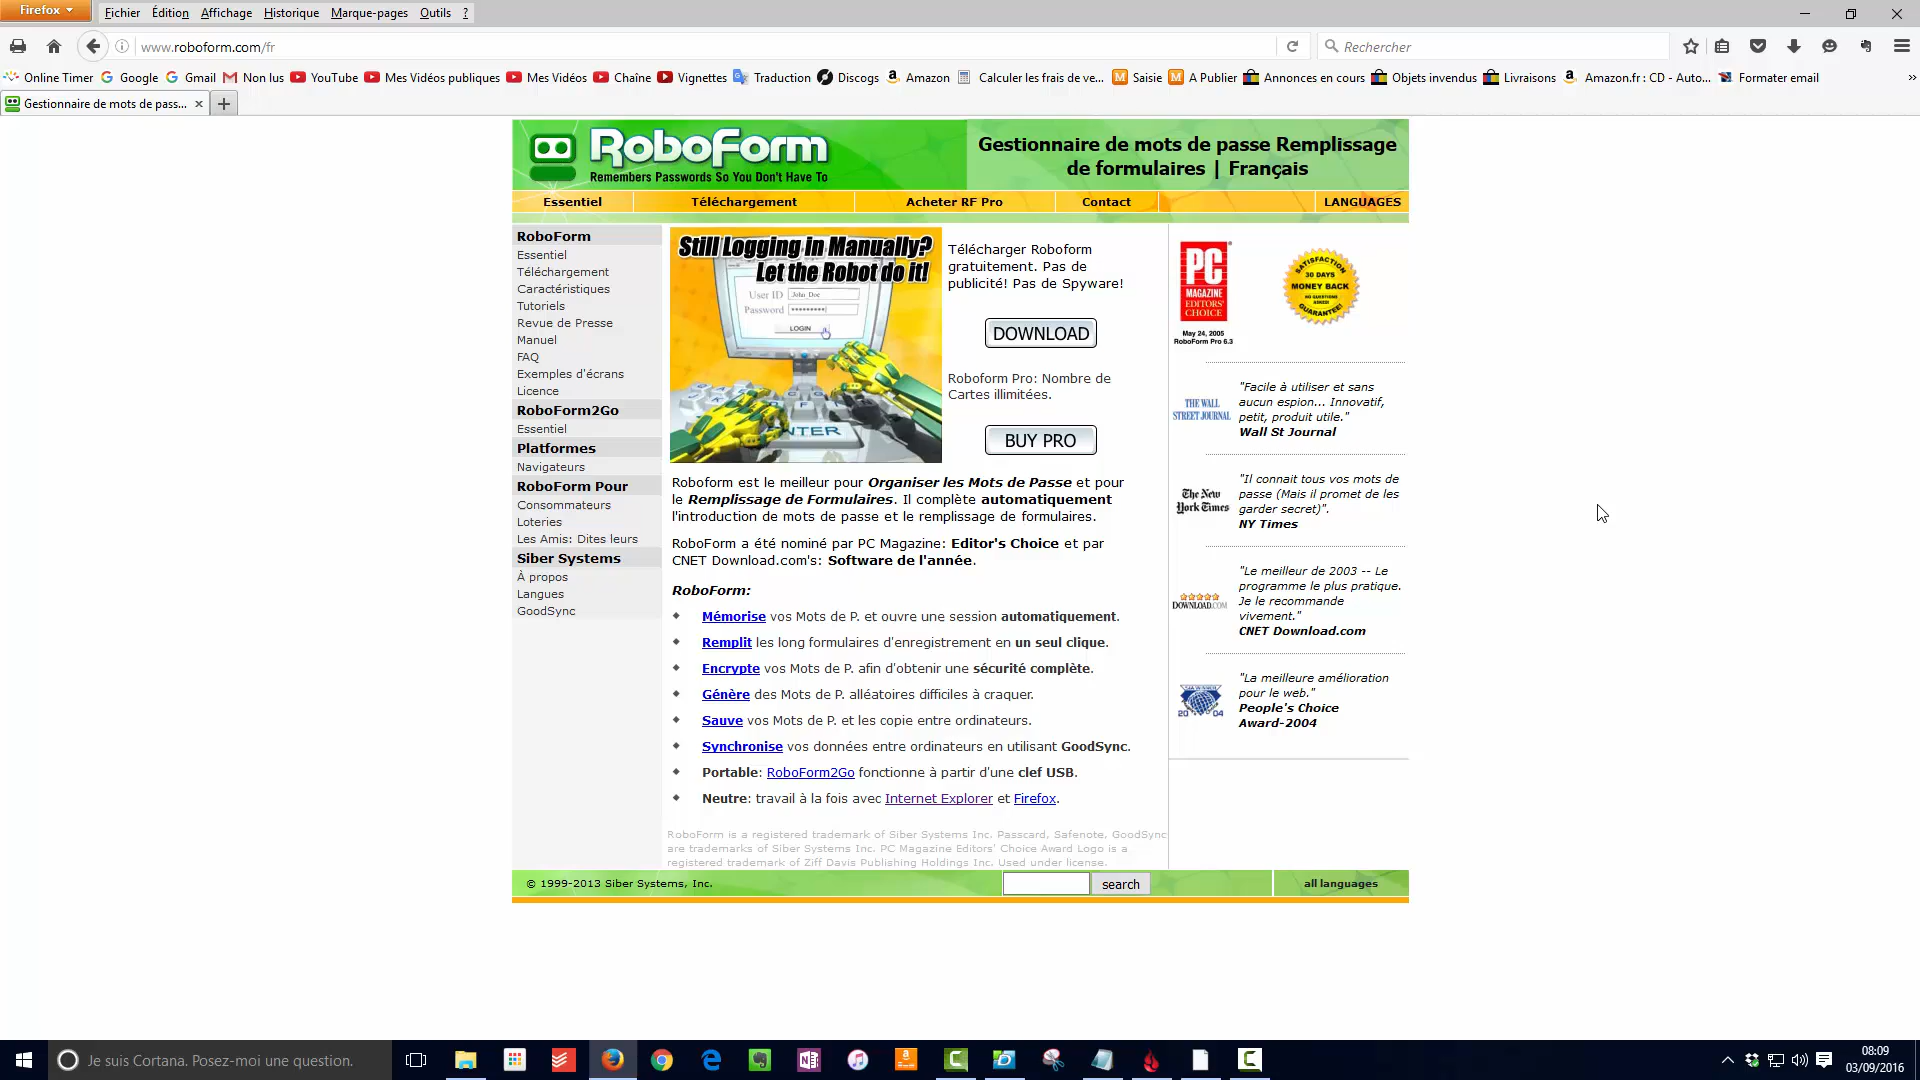 Firefox
Fichier Édition Affichage Historique Marque-pages Outils ?
www.roboform.com/fr
Rechercher
Online Timer Google Gmail Non lus YouTube Mes Vidéos publiques Mes Vidéos Chaîne Vignettes Traduction Discogs Amazon Calculer les frais de ve... Saisie A Publier Annonces en cours Objets invendus Livraisons Amazon.fr : CD - Auto... Formater email »
Gestionnaire de mots de pass...
RoboForm
Remembers Passwords So You Don't Have To
Gestionnaire de mots de passe Remplissage
de formulaires | Français
Essentiel Téléchargement Acheter RF Pro Contact LANGUAGES
RoboForm
Essentiel
Téléchargement
Caractéristiques
Tutoriels
Revue de Presse
Manuel
FAQ
Exemples d'écrans
Licence
RoboForm2Go
Essentiel
Platformes
Navigateurs
RoboForm Pour
Consommateurs
Loteries
Les Amis: Dites leurs
Siber Systems
À propos
Langues
GoodSync
Still Logging in Manually?
Let the Robot do it!
User ID John_Doe
Password *********
LOGIN
ENTER
Télécharger Roboform
gratuitement. Pas de
publicité! Pas de Spyware!
DOWNLOAD
Roboform Pro: Nombre de
Cartes illimitées.
BUY PRO
Roboform est le meilleur pour Organiser les Mots de Passe et pour
le Remplissage de Formulaires. Il complète automatiquement
l'introduction de mots de passe et le remplissage de formulaires.
RoboForm a été nominé par PC Magazine: Editor's Choice et par
CNET Download.com's: Software de l'année.
RoboForm:
Mémorise vos Mots de P. et ouvre une session automatiquement.
Remplit les long formulaires d'enregistrement en un seul clique.
Encrypte vos Mots de P. afin d'obtenir une sécurité complète.
Génère des Mots de P. alléatoires difficiles à craquer.
Sauve vos Mots de P. et les copie entre ordinateurs.
Synchronise vos données entre ordinateurs en utilisant GoodSync.
Portable: RoboForm2Go fonctionne à partir d'une clef USB.
Neutre: travail à la fois avec Internet Explorer et Firefox.
RoboForm is a registered trademark of Siber Systems Inc. Passcard, Safenote, GoodSync
are trademarks of Siber Systems Inc. PC Magazine Editors' Choice Award Logo is a
registered trademark of Ziff Davis Publishing Holdings Inc. Used under license.
PC
MAGAZINE
EDITORS'
CHOICE
May 24, 2005
RoboForm Pro 6.3
SATISFACTION
30 DAYS
MONEY BACK
NO QUESTIONS
ASKED!
GUARANTEE!
THE WALL
STREET JOURNAL
"Facile à utiliser et sans
aucun espion... Innovatif,
petit, produit utile."
Wall St Journal
The New
York Times
"Il connait tous vos mots de
passe (Mais il promet de les
garder secret)".
NY Times
DOWNLOAD.COM
"Le meilleur de 2003 -- Le
programme le plus pratique.
Je le recommande
vivement."
CNET Download.com
2004
"La meilleure amélioration
pour le web."
People's Choice
Award-2004
© 1999-2013 Siber Systems, Inc.
search
all languages
Je suis Cortana. Posez-moi une question.
08:09
03/09/2016